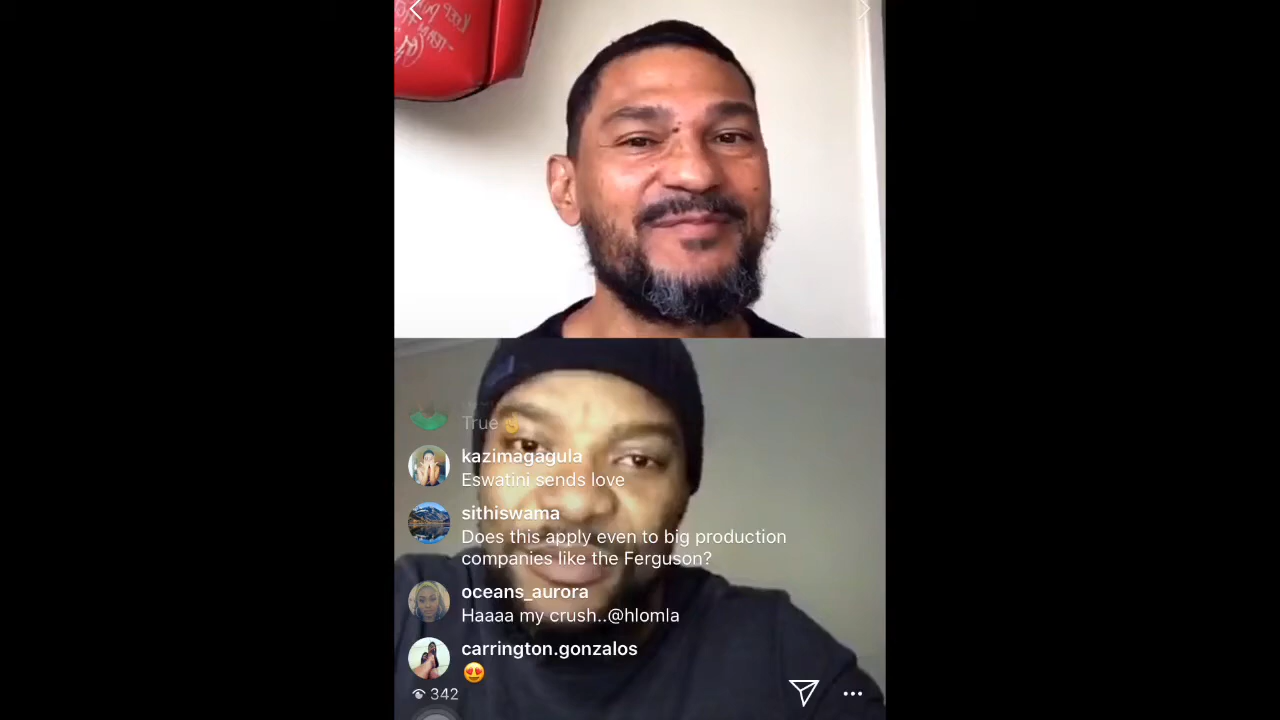 True ✌
kazimagagula
Eswatini sends love
sithiswama
Does this apply even to big production
companies like the Ferguson?
oceans_aurora
Haaaa my crush..@hlomla
carrington.gonzalos
😍
342